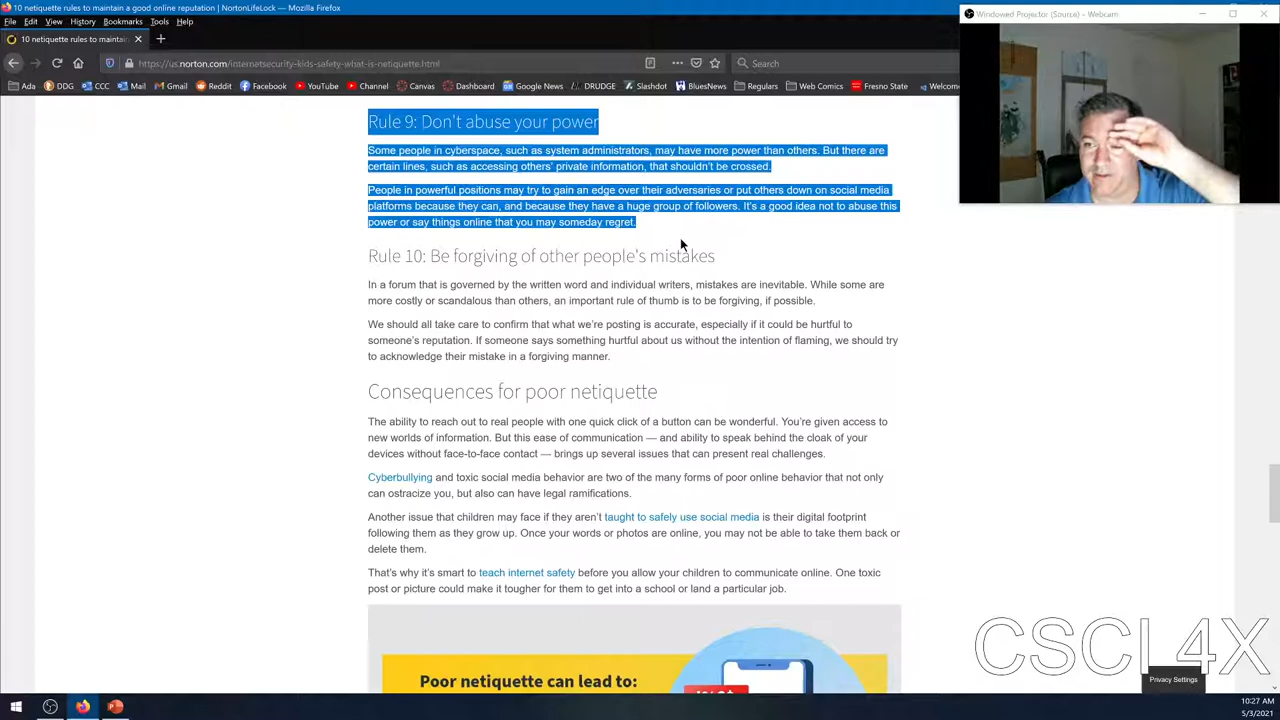 10 netiquette rules to maintain a good online reputation | NortonLifeLock — Mozilla Firefox
File Edit View History Bookmarks Tools Help
10 netiquette rules to maintain
https://us.norton.com/internetsecurity-kids-safety-what-is-netiquette.html
Search
Ada DDG CCC Mail Gmail Reddit Facebook YouTube Channel Canvas Dashboard Google News DRUDGE Slashdot BluesNews Regulars Web Comics Fresno State Welcome
Windowed Projector (Source) - Webcam
Rule 9: Don't abuse your power
Some people in cyberspace, such as system administrators, may have more power than others. But there are
certain lines, such as accessing others' private information, that shouldn't be crossed.
People in powerful positions may try to gain an edge over their adversaries or put others down on social media
platforms because they can, and because they have a huge group of followers. It's a good idea not to abuse this
power or say things online that you may someday regret.
Rule 10: Be forgiving of other people's mistakes
In a forum that is governed by the written word and individual writers, mistakes are inevitable. While some are
more costly or scandalous than others, an important rule of thumb is to be forgiving, if possible.
We should all take care to confirm that what we're posting is accurate, especially if it could be hurtful to
someone's reputation. If someone says something hurtful about us without the intention of flaming, we should try
to acknowledge their mistake in a forgiving manner.
Consequences for poor netiquette
The ability to reach out to real people with one quick click of a button can be wonderful. You're given access to
new worlds of information. But this ease of communication — and ability to speak behind the cloak of your
devices without face-to-face contact — brings up several issues that can present real challenges.
Cyberbullying and toxic social media behavior are two of the many forms of poor online behavior that not only
can ostracize you, but also can have legal ramifications.
Another issue that children may face if they aren't taught to safely use social media is their digital footprint
following them as they grow up. Once your words or photos are online, you may not be able to take them back or
delete them.
That's why it's smart to teach internet safety before you allow your children to communicate online. One toxic
post or picture could make it tougher for them to get into a school or land a particular job.
Poor netiquette can lead to:
CSCI 4X
Privacy Settings
10:27 AM
5/3/2021